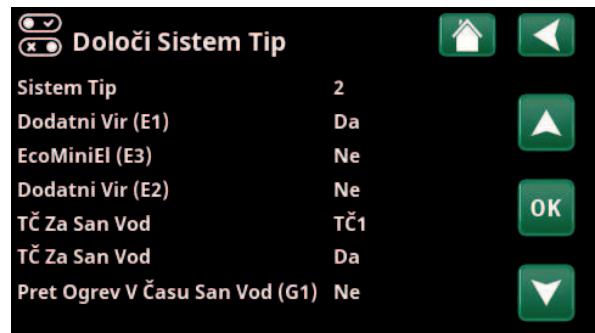 Določi Sistem Tip
Sistem Tip 2
Dodatni Vir (E1) Da
EcoMiniEl (E3) Ne
Dodatni Vir (E2) Ne
TČ Za San Vod TČ1
TČ Za San Vod Da
Pret Ogrev V Času San Vod (G1) Ne
OK